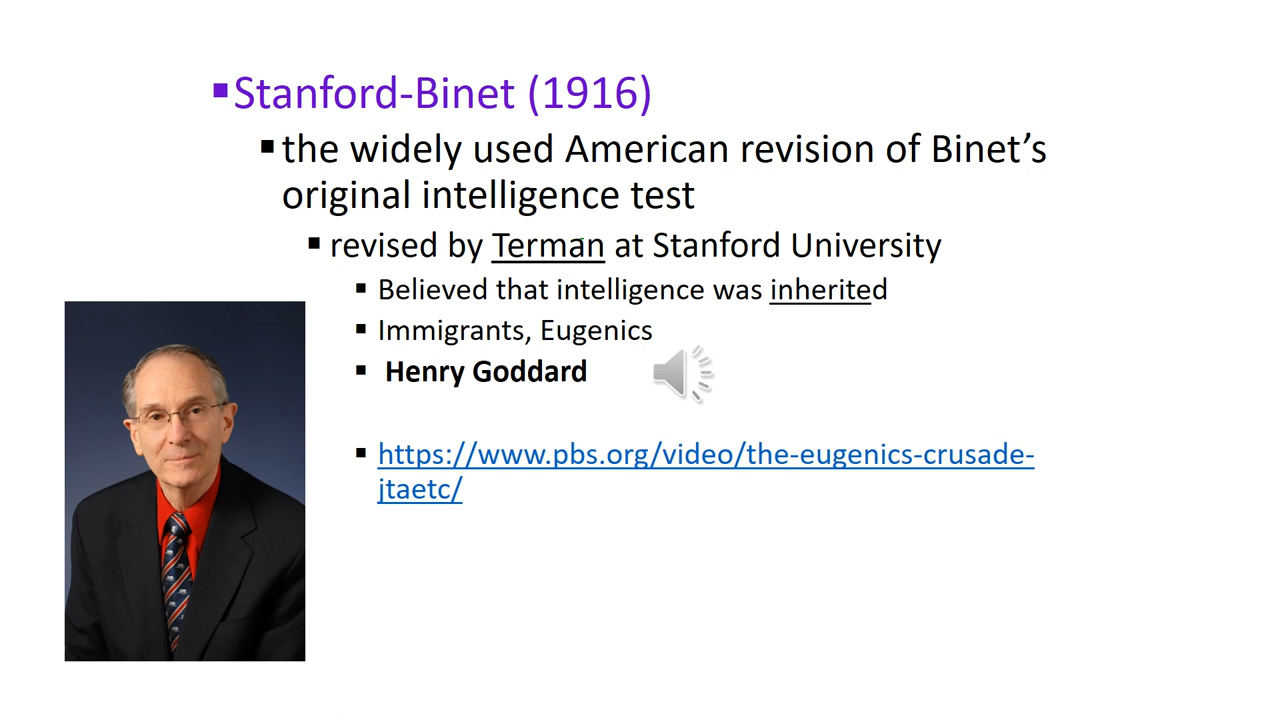 Stanford-Binet (1916)
the widely used American revision of Binet’s
original intelligence test
revised by Terman at Stanford University
Believed that intelligence was inherited
Immigrants, Eugenics
Henry Goddard
https://www.pbs.org/video/the-eugenics-crusade-
jtaetc/